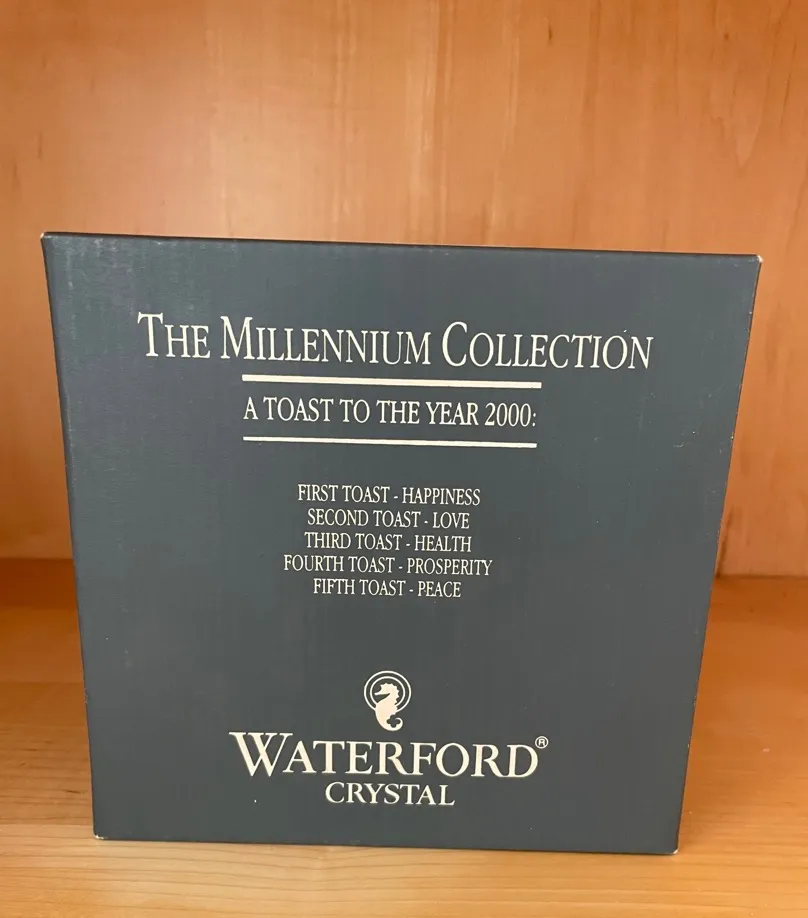 THE MILLENNIUM COLLECTION
A TOAST TO THE YEAR 2000:
FIRST TOAST - HAPPINESS
SECOND TOAST - LOVE
THIRD TOAST - HEALTH
FOURTH TOAST - PROSPERITY
FIFTH TOAST - PEACE
WATERFORD®
CRYSTAL